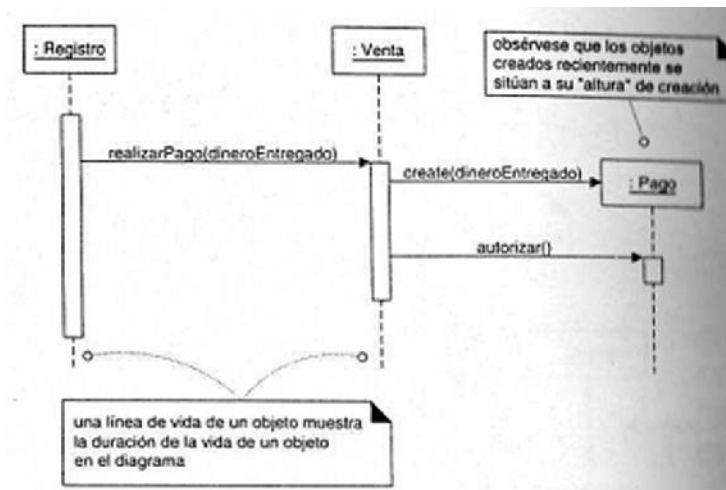 : Registro
: Venta
obsérvese que los objetos
creados recientemente se
sitúan a su "altura" de creación
realizarPago(dineroEntregado)
create(dineroEntregado)
: Pago
autorizar()
una línea de vida de un objeto muestra
la duración de la vida de un objeto
en el diagrama